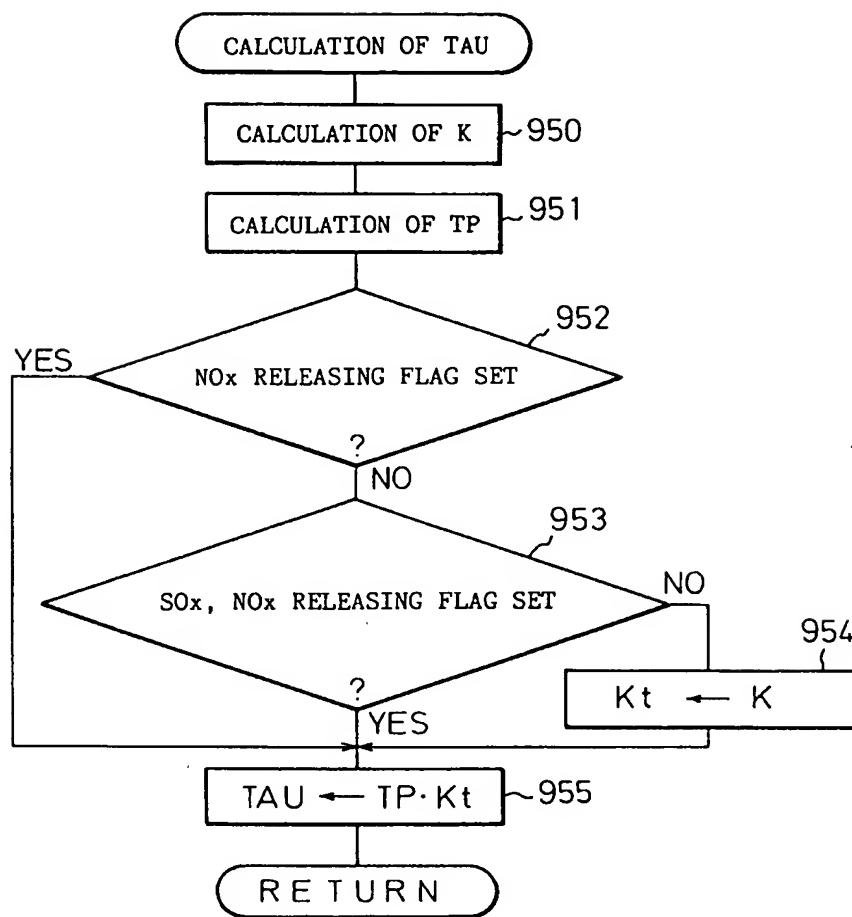 CALCULATION OF TAU
CALCULATION OF K
950
CALCULATION OF TP
951
952
YES
NOx RELEASING FLAG SET
?
NO
953
SOx, NOx RELEASING FLAG SET
NO
954
?
YES
Kt ← K
TAU ← TP·Kt
955
RETURN